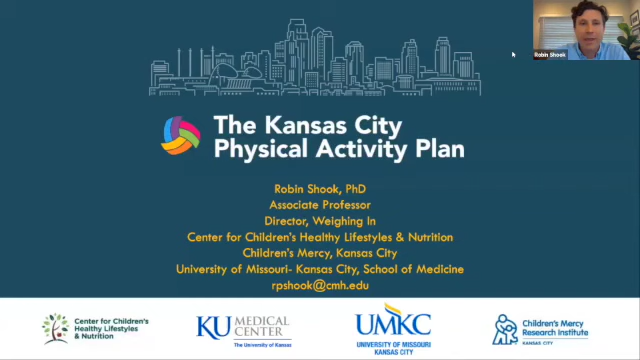 Robin Shook
The Kansas City
Physical Activity Plan
Robin Shook, PhD
Associate Professor
Director, Weighing In
Center for Children's Healthy Lifestyles & Nutrition
Children's Mercy, Kansas City
University of Missouri- Kansas City, School of Medicine
rpshook@cmh.edu
Center for Children's
Healthy Lifestyles
& Nutrition
KU MEDICAL
CENTER
The University of Kansas
UMKC
UNIVERSITY OF MISSOURI
KANSAS CITY
Children's Mercy
Research Institute
KANSAS CITY